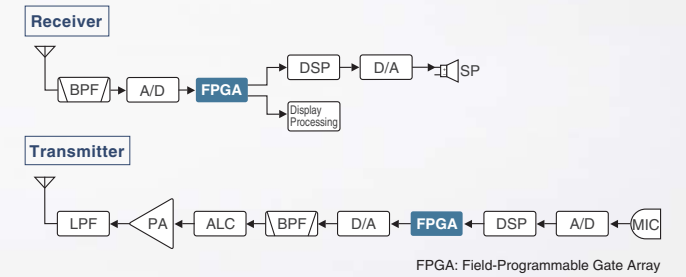 Receiver
BPF
A/D
FPGA
DSP
D/A
SP
Display
Processing
Transmitter
LPF
PA
ALC
BPF
D/A
FPGA
DSP
A/D
MIC
FPGA: Field-Programmable Gate Array